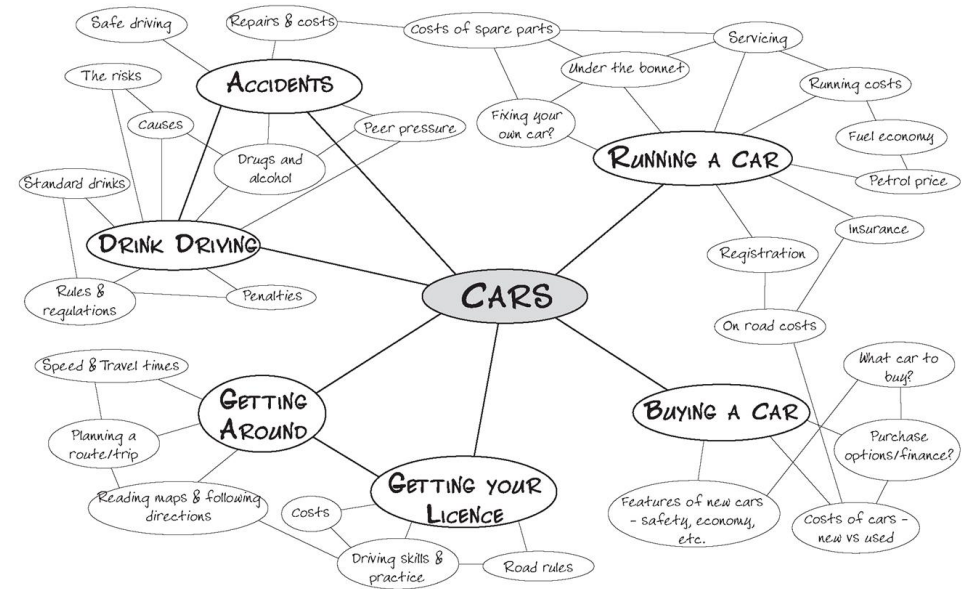 Safe driving
Repairs & costs
Costs of spare parts
Servicing
The risks
ACCIDENTS
Under the bonnet
Running costs
Causes
Peer pressure
Fixing your
own car?
Fuel economy
Drugs and
alcohol
RUNNING A CAR
Petrol price
Standard drinks
DRINK DRIVING
Insurance
Registration
Rules &
regulations
Penalties
CARS
On road costs
Speed & Travel times
What car to
buy?
GETTING
AROUND
BUYING A CAR
Planning a
route/trip
Purchase
options/finance?
Reading maps & following
directions
GETTING YOUR
LICENCE
Costs
Features of new cars
- safety, economy,
etc.
Costs of cars -
new vs used
Driving skills &
practice
Road rules